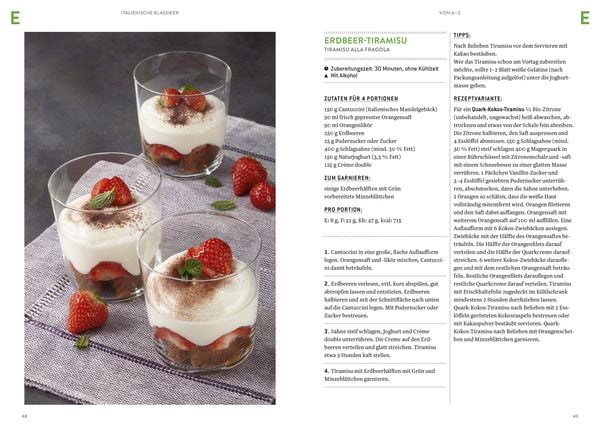 E
ITALIENISCHE KLASSIKER
48
VON A–Z
E
ERDBEER-TIRAMISU
TIRAMISU ALLA FRAGOLA
Zubereitungszeit: 30 Minuten, ohne Kühlzeit
Mit Alkohol
ZUTATEN FÜR 4 PORTIONEN
150 g Cantuccini (italienisches Mandelgebäck)
50 ml frisch gepresster Orangensaft
50 ml Orangenlikör
250 g Erdbeeren
25 g Puderzucker oder Zucker
400 g Schlagsahne (mind. 30 % Fett)
150 g Naturjoghurt (3,5 % Fett)
125 g Crème double
ZUM GARNIEREN:
einige Erdbeerhälften mit Grün
vorbereitete Minzeblättchen
PRO PORTION:
E: 8 g, F: 51 g, Kh: 47 g, kcal: 715
1. Cantuccini in eine große, flache Auflaufform
legen. Orangensaft und -likör mischen, Cantucci-
ni damit beträufeln.
2. Erdbeeren verlesen, evtl. kurz abspülen, gut
abtropfen lassen und entstielen. Erdbeeren
halbieren und mit der Schnittfläche nach unten
auf die Cantuccini legen. Mit Puderzucker oder
Zucker bestreuen.
3. Sahne steif schlagen, Joghurt und Crème
double unterrühren. Die Creme auf den Erd-
beeren verteilen und glatt streichen. Tiramisu
etwa 3 Stunden kalt stellen.
4. Tiramisu mit Erdbeerhälften mit Grün und
Minzeblättchen garnieren.
TIPPS:
Nach Belieben Tiramisu vor dem Servieren mit
Kakao bestäuben.
Wer das Tiramisu schon am Vortag zubereiten
möchte, sollte 1–2 Blatt weiße Gelatine (nach
Packungsanleitung aufgelöst) unter die Joghurt-
masse geben.
REZEPTVARIANTE:
Für ein Quark-Kokos-Tiramisu ½ Bio-Zitrone
(unbehandelt, ungewachst) heiß abwaschen, ab-
trocknen und etwas von der Schale fein abreiben.
Die Zitrone halbieren, den Saft auspressen und
4 Esslöffel abmessen. 150 g Schlagsahne (mind.
30 % Fett) steif schlagen 400 g Magerquark in
einer Rührschüssel mit Zitronenschale und -saft
mit einem Schneebesen zu einer glatten Masse
verrühren. 1 Päckchen Vanillin-Zucker und
3–4 Esslöffel gesiebten Puderzucker unterrüh-
ren, abschmecken, dann die Sahne unterheben.
2 Orangen so schälen, dass die weiße Haut
vollständig mitentfernt wird. Orangen filetieren
und den Saft dabei auffangen. Orangensaft mit
weiterem Orangensaft auf 100 ml auffüllen. Eine
Auflaufform mit 6 Kokos-Zwiebäcken auslegen.
Zwiebäcke mit der Hälfte des Orangensaftes be-
träufeln. Die Hälfte der Orangenfilets darauf
verteilen und die Hälfte der Quarkcreme darauf-
streichen. 6 weitere Kokos-Zwiebäcke darauf-
legen und mit dem restlichen Orangensaft beträu-
feln. Restliche Orangenfilets darauflegen und
restliche Quarkcreme darauf verteilen. Tiramisu
mit Frischhaltefolie zugedeckt im Kühlschrank
mindestens 2 Stunden durchziehen lassen.
Quark-Kokos-Tiramisu nach Belieben mit 2 Ess-
löffeln gerösteten Kokosraspeln bestreuen oder
mit Kakaopulver bestäubt servieren. Quark-
Kokos-Tiramisu nach Belieben mit Orangenschei-
ben und Minzeblättchen garnieren.
49